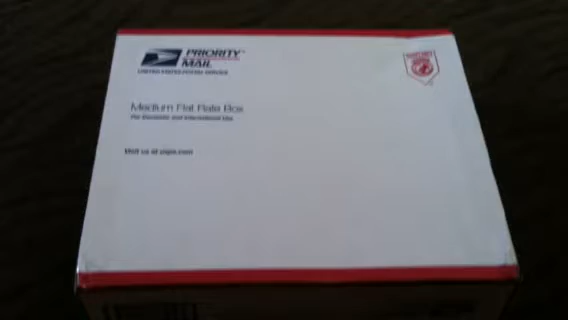 PRIORITY
MAIL
UNITED STATES POSTAL SERVICE
Medium Flat Rate Box
For Domestic and International Use
Visit us at usps.com